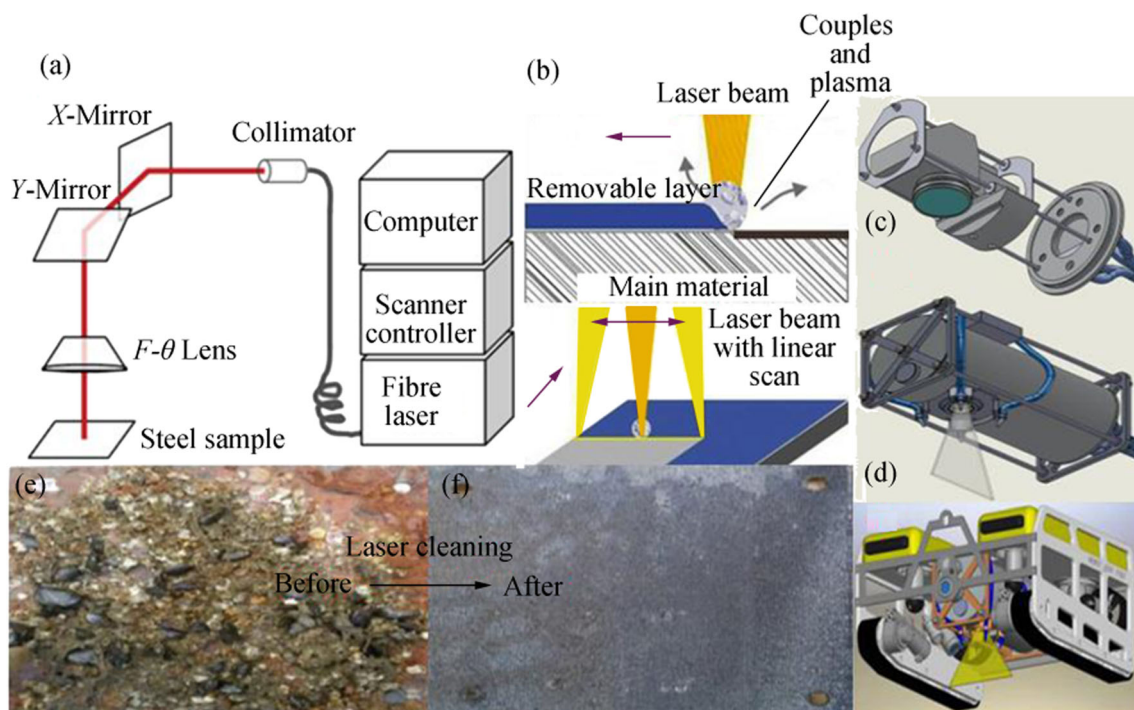 (a)
X-Mirror
Y-Mirror
Collimator
F-θ Lens
Steel sample
Computer
Scanner
controller
Fibre
laser
(b)
Couples
and
plasma
Laser beam
Removable layer
Main material
Laser beam
with linear
scan
(c)
(d)
(e)
(f)
Laser cleaning
Before
After